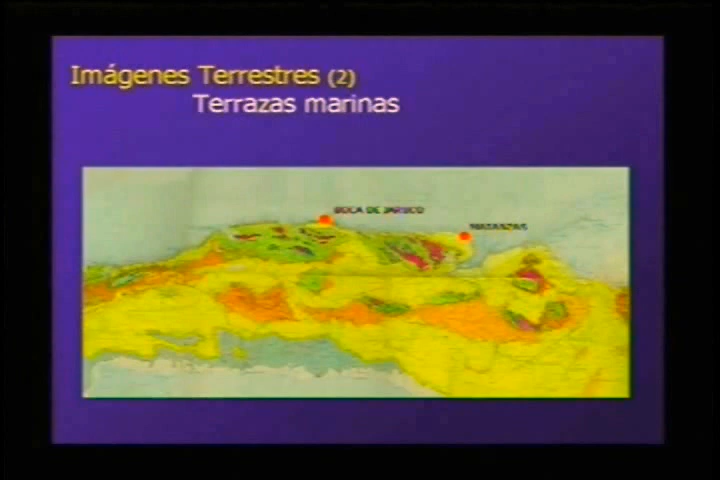 Imágenes Terrestres (2)
Terrazas marinas
BOCA DE JARUCO
MATANZAS